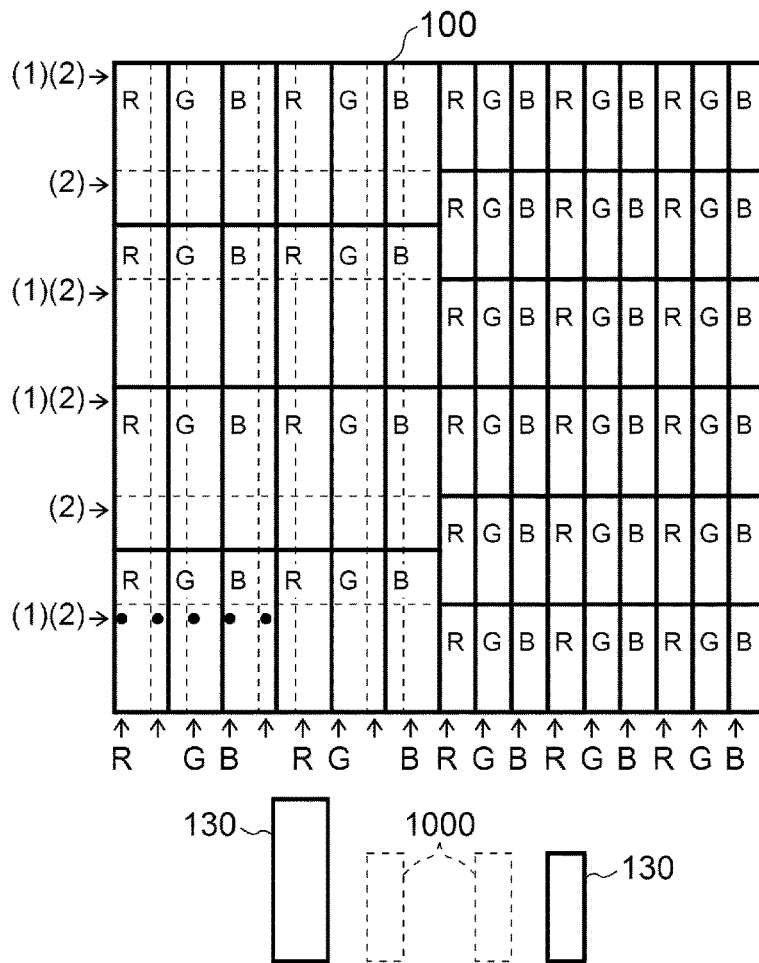 100
(1)(2) R G B R G B R G B R G B R G B
(2) R G B R G B R G B
R G B R G B
(1)(2) R G B R G B R G B
(1)(2) R G B R G B R G B R G B R G B
(2) R G B R G B R G B
R G B R G B
(1)(2) R G B R G B R G B
R G B R G B R G B R G B R G B
130 1000 130